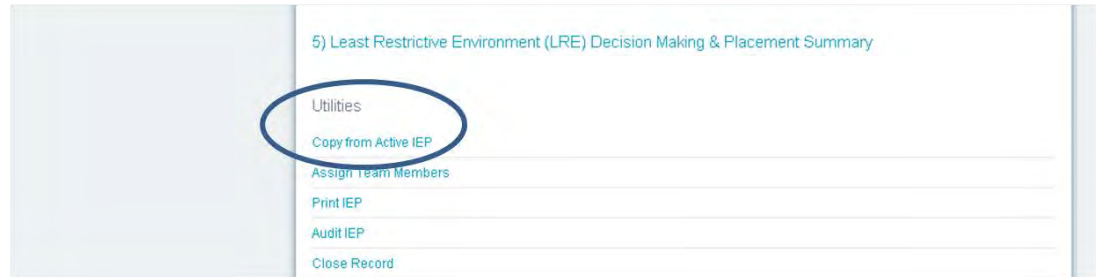 5) Least Restrictive Environment (LRE) Decision Making & Placement Summary
Utilities
Copy from Active IEP
Assign Team Members
Print IEP
Audit IEP
Close Record